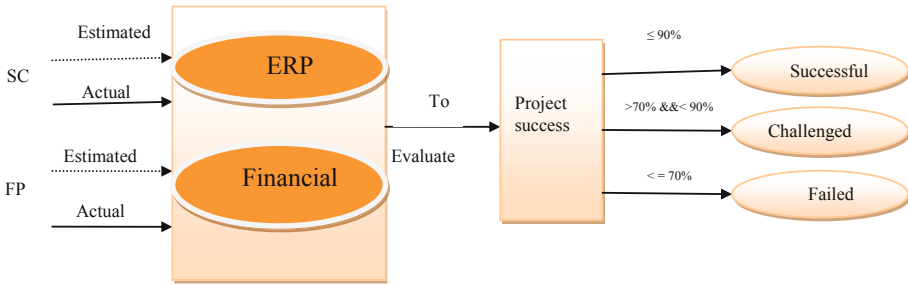 Estimated
SC
Actual
ERP
Estimated
FP
Actual
Financial
To
Evaluate
Project
success
≤ 90%
Successful
>70% &&< 90%
Challenged
< = 70%
Failed